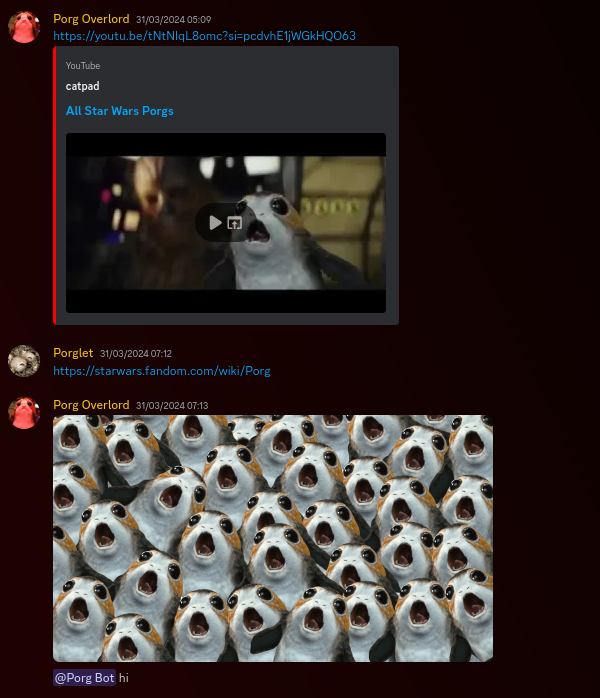 Porg Overlord 31/03/2024 05:09
https://youtu.be/tNtNIqL8omc?si=pcdvhE1jWGkHQO63
YouTube
catpad
All Star Wars Porgs
Porglet 31/03/2024 07:12
https://starwars.fandom.com/wiki/Porg
Porg Overlord 31/03/2024 07:13
@Porg Bot hi